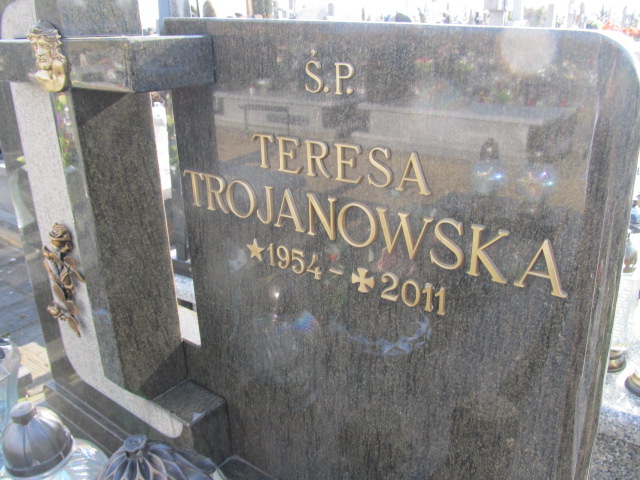 Ś.P.
TERESA
TROJANOWSKA
★1954 - ✠2011